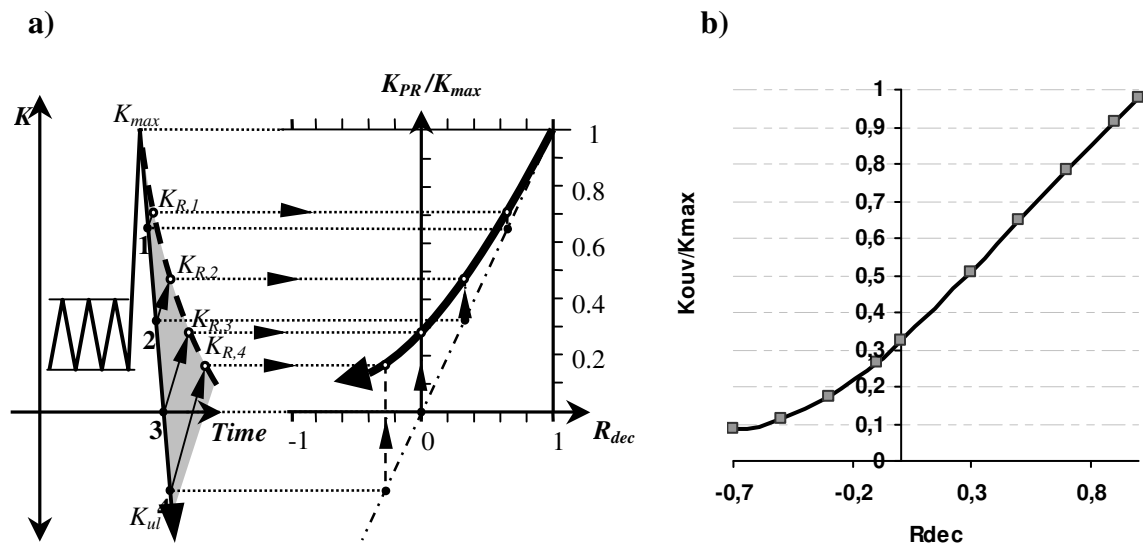 a)
b)
K_PR/K_max
K
K_max
1
K_R,1
0.8
1
0.6
K_R,2
K_R,3
0.4
2
K_R,4
0.2
3
Time
-1
0
1
R_dec
K_ul
Kouv/Kmax
1
0,9
0,8
0,7
0,6
0,5
0,4
0,3
0,2
0,1
0
-0,7
-0,2
0,3
0,8
Rdec